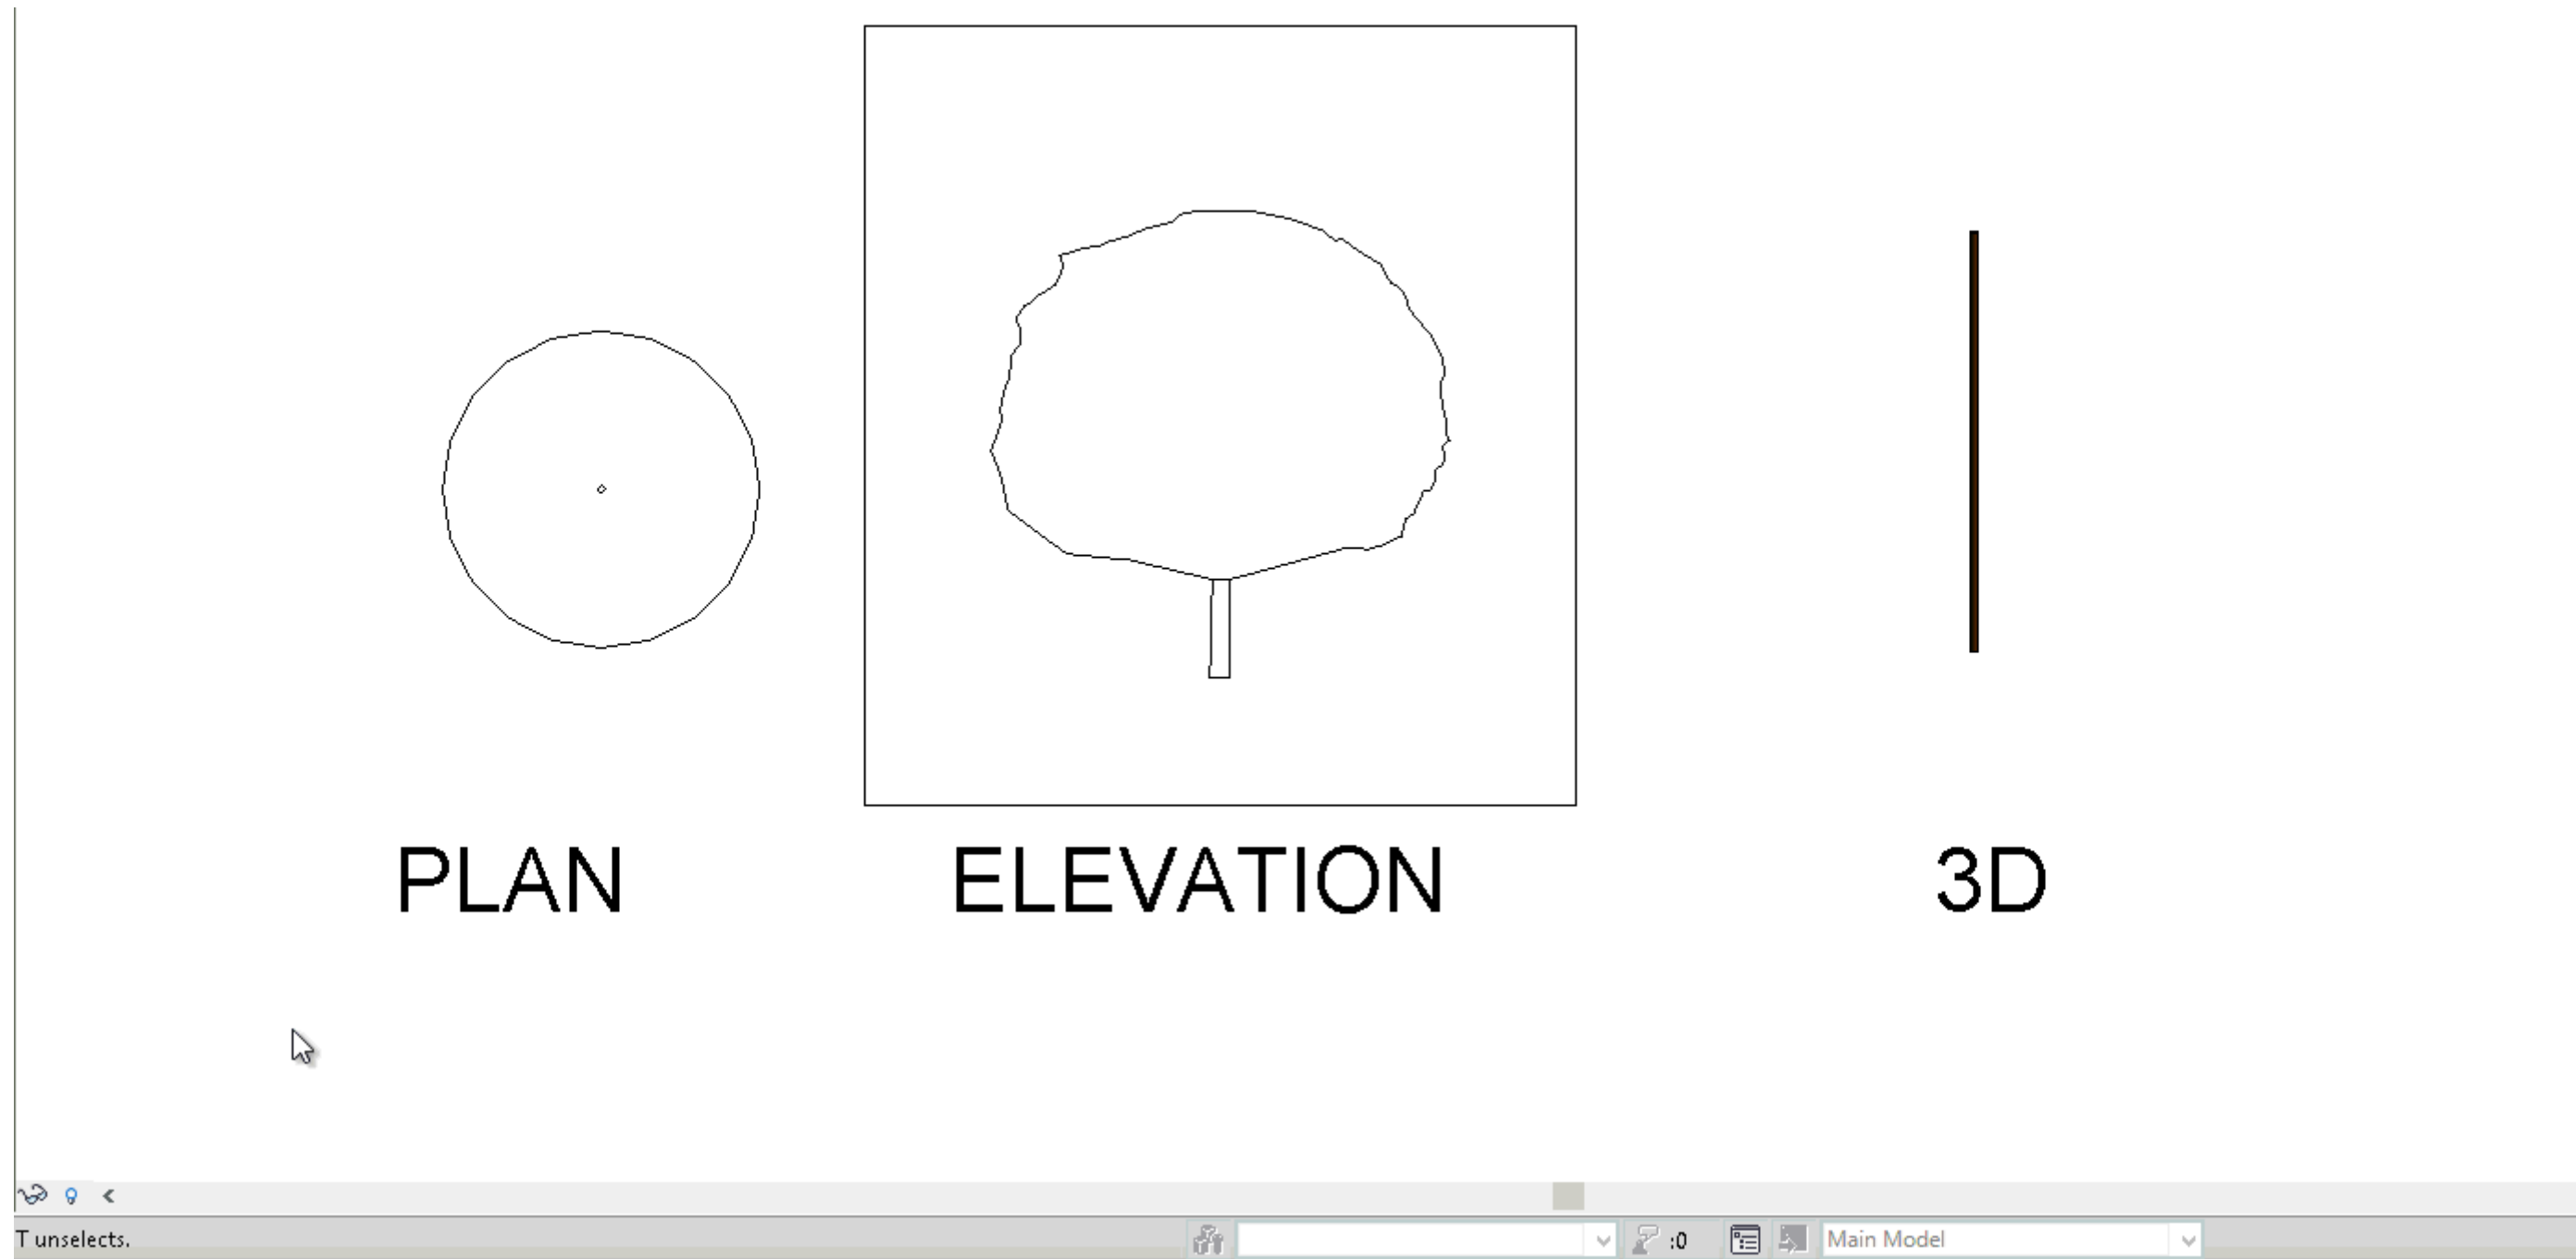 PLAN
ELEVATION
3D
T unselects.
:0
Main Model